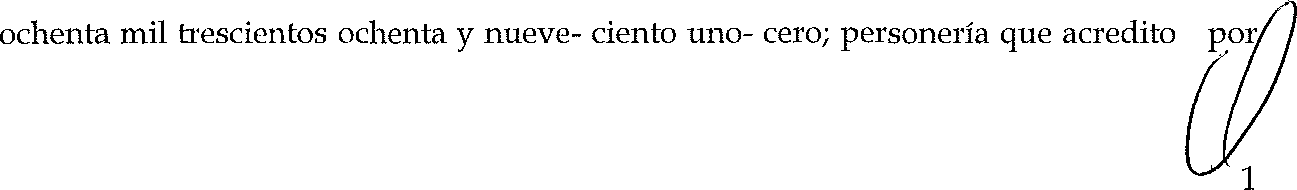 ochenta mil trescientos ochenta y nueve- ciento uno- cero; personería que acredito por
1